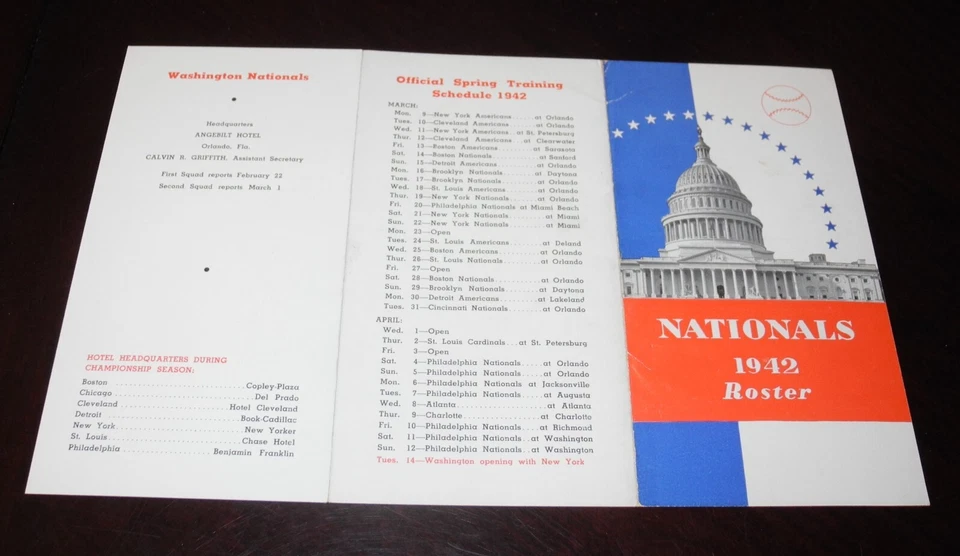 Washington Nationals
Headquarters
ANGEBILT HOTEL
Orlando, Fla.
CALVIN R. GRIFFITH, Assistant Secretary
First Squad reports February 22
Second Squad reports March 1
HOTEL HEADQUARTERS DURING
CHAMPIONSHIP SEASON:
Boston Copley-Plaza
Chicago Del Prado
Cleveland Hotel Cleveland
Detroit Book-Cadillac
New York New Yorker
St. Louis Chase Hotel
Philadelphia Benjamin Franklin
Official Spring Training
Schedule 1942
MARCH:
Mon. 9—New York Americans at Orlando
Tues. 10—Cleveland Americans at Orlando
Wed. 11—New York Americans at St. Petersburg
Thur. 12—Cleveland Americans at Clearwater
Fri. 13—Boston Americans at Sarasota
Sat. 14—Boston Nationals at Sanford
Sun. 15—Detroit Americans at Orlando
Mon. 16—Brooklyn Nationals at Daytona
Tues. 17—Brooklyn Nationals at Orlando
Wed. 18—St. Louis Americans at Orlando
Thur. 19—New York Nationals at Orlando
Fri. 20—Philadelphia Nationals at Miami Beach
Sat. 21—New York Nationals at Miami
Sun. 22—New York Nationals at Miami
Mon. 23—Open
Tues. 24—St. Louis Americans at Deland
Wed. 25—Boston Americans at Orlando
Thur. 26—St. Louis Nationals at Orlando
Fri. 27—Open
Sat. 28—Boston Nationals at Orlando
Sun. 29—Brooklyn Nationals at Daytona
Mon. 30—Detroit Americans at Lakeland
Tues. 31—Cincinnati Nationals at Orlando
APRIL:
Wed. 1—Open
Thur. 2—St. Louis Cardinals at St. Petersburg
Fri. 3—Open
Sat. 4—Philadelphia Nationals at Orlando
Sun. 5—Philadelphia Nationals at Orlando
Mon. 6—Philadelphia Nationals at Jacksonville
Tues. 7—Philadelphia Nationals at Augusta
Wed. 8—Atlanta at Atlanta
Thur. 9—Charlotte at Charlotte
Fri. 10—Philadelphia Nationals at Richmond
Sat. 11—Philadelphia Nationals at Washington
Sun. 12—Philadelphia Nationals at Washington
Tues. 14—Washington opening with New York
NATIONALS
1942
Roster